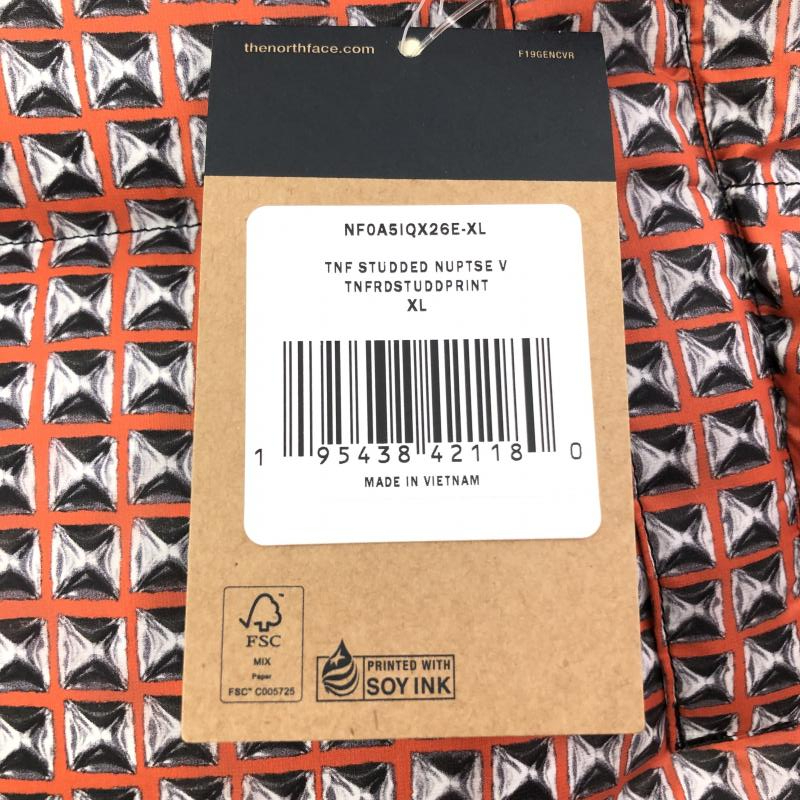 thenorthface.com
F19GENCVR
NF0A5IQX26E-XL
TNF STUDDED NUPTSE V
TNFRDSTUDDPRINT
XL
1 95438 42118 0
MADE IN VIETNAM
FSC
MIX
Paper
FSC™ C005725
PRINTED WITH
SOY INK